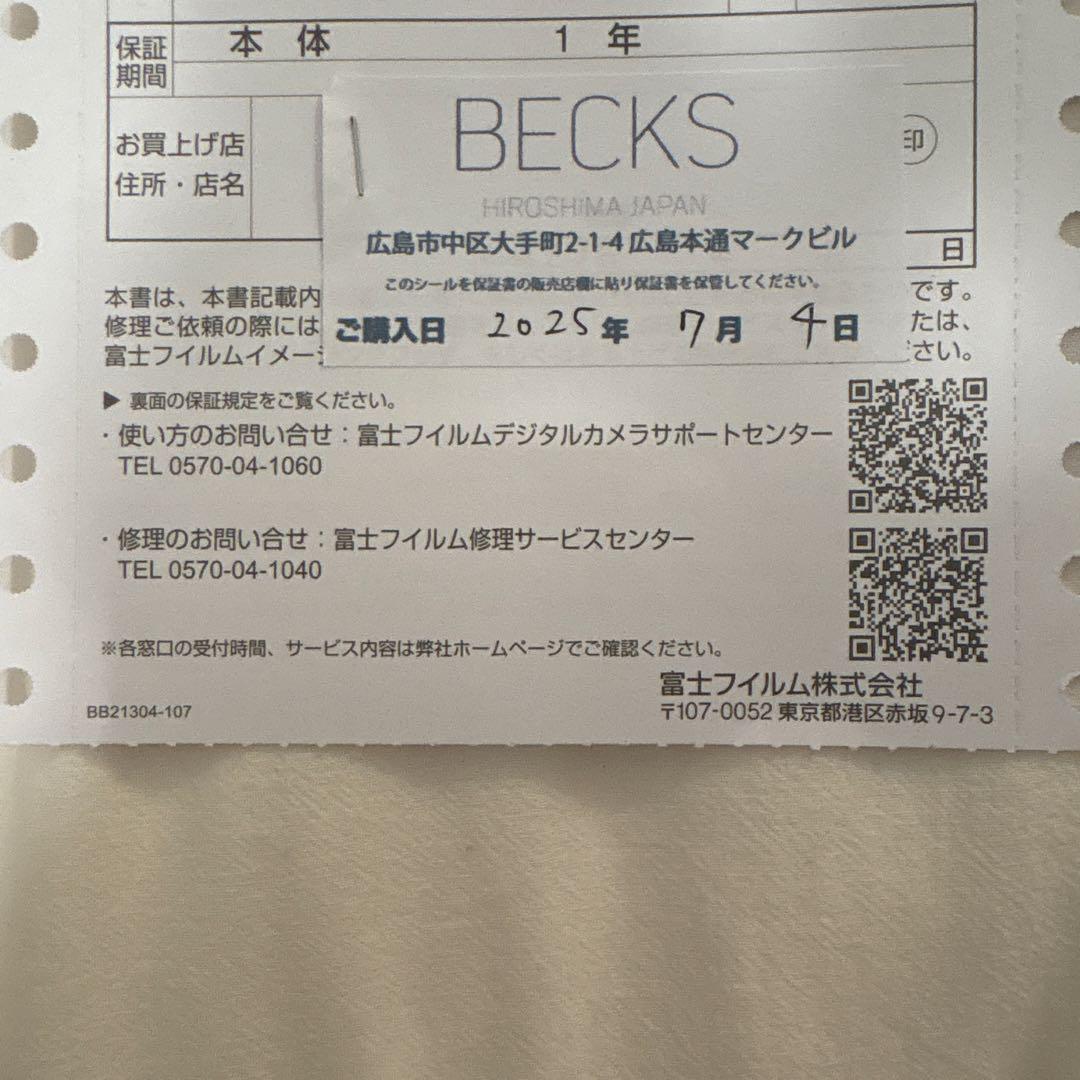 保証
期間
本体 1年
お買上げ店
住所・店名
印
BECKS
HIROSHIMA JAPAN
広島市中区大手町2-1-4 広島本通マークビル
このシールを保証書の販売店欄に貼り保証書を保管してください。
ご購入日 2025年 7月 4日
日
本書は、本書記載内 です。
修理ご依頼の際には たは、
富士フイルムイメー さい。
▶ 裏面の保証規定をご覧ください。
・使い方のお問い合せ：富士フイルムデジタルカメラサポートセンター
TEL 0570-04-1060
・修理のお問い合せ：富士フイルム修理サービスセンター
TEL 0570-04-1040
※各窓口の受付時間、サービス内容は弊社ホームページでご確認ください。
富士フイルム株式会社
〒107-0052 東京都港区赤坂9-7-3
BB21304-107